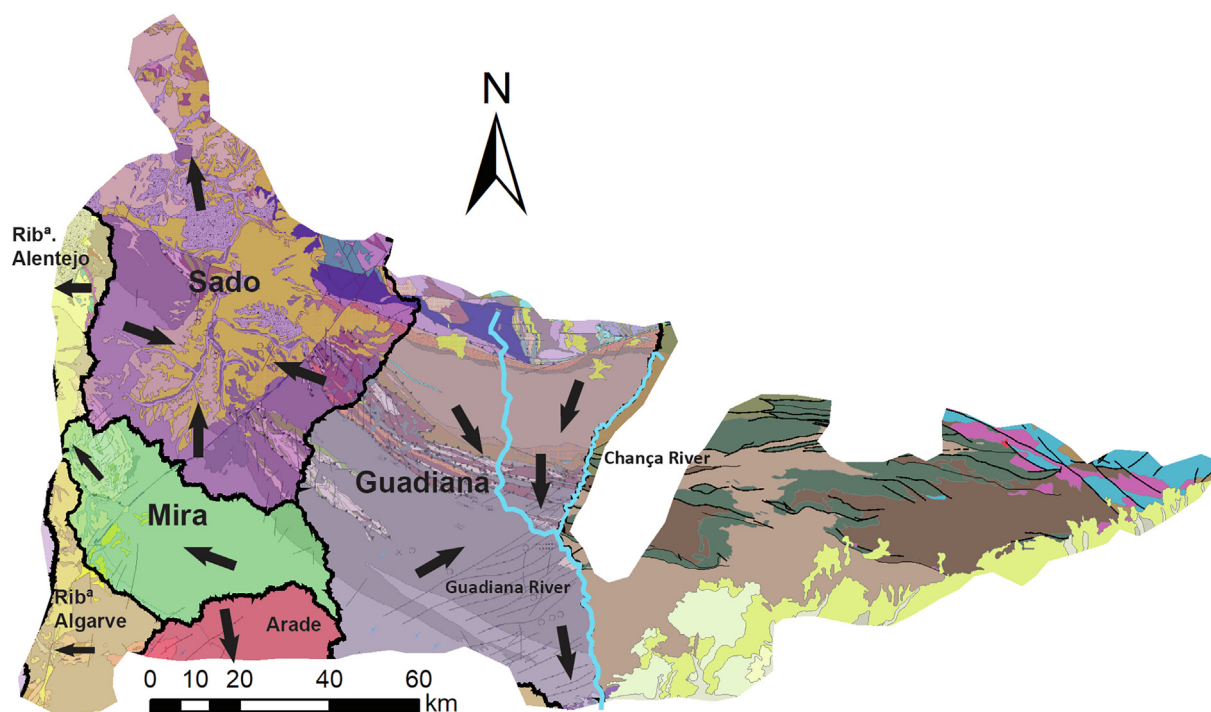 N
Ribª.
Alentejo
Sado
Chança River
Guadiana
Mira
Guadiana River
Ribª
Algarve
Arade
0 10 20 40 60
km